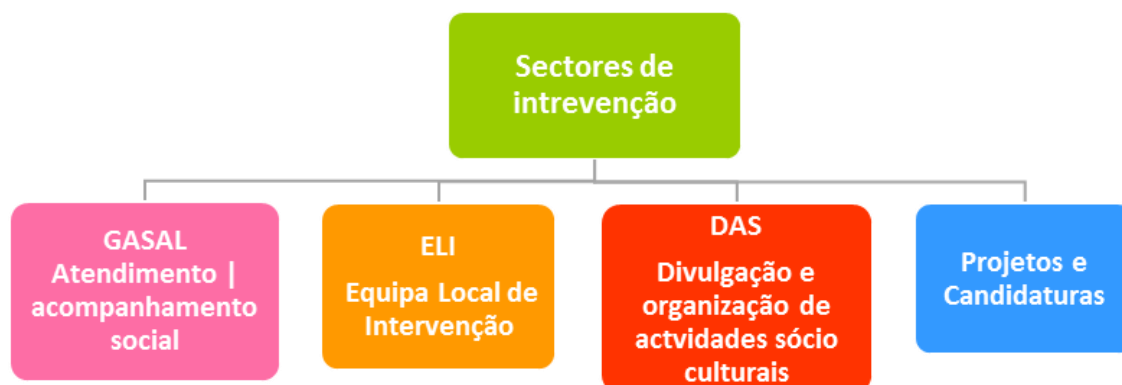 Sectores de
intrevenção
GASAL
Atendimento |
acompanhamento
social
ELI
Equipa Local de
Intervenção
DAS
Divulgação e
organização de
actvidades sócio
culturais
Projetos e
Candidaturas